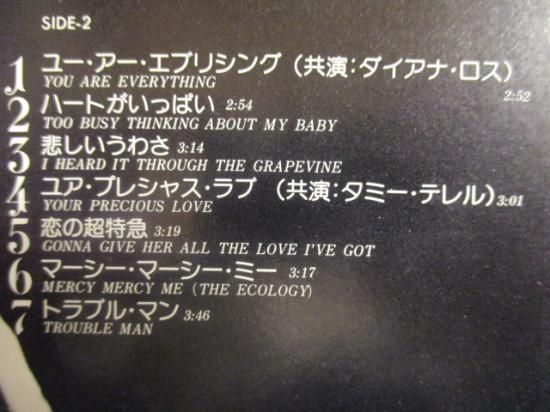 SIDE-2
1 ユー・アー・エブリシング (共演:ダイアナ・ロス)
YOU ARE EVERYTHING 2:52
2 ハートがいっぱい 2:54
TOO BUSY THINKING ABOUT MY BABY
3 悲しいうわさ 3:14
I HEARD IT THROUGH THE GRAPEVINE
4 ユア・プレシャス・ラブ (共演:タミー・テレル) 3:01
YOUR PRECIOUS LOVE
5 恋の超特急 3:19
GONNA GIVE HER ALL THE LOVE I'VE GOT
6 マーシー・マーシー・ミー 3:17
MERCY MERCY ME (THE ECOLOGY)
7 トラブル・マン 3:46
TROUBLE MAN